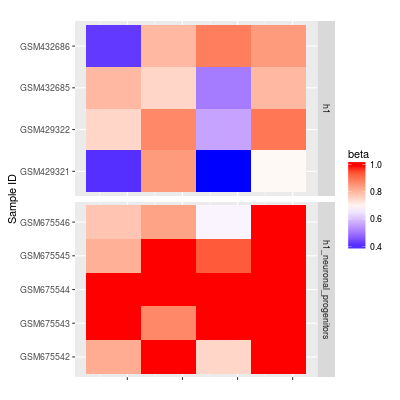 GSM432686
GSM432685
GSM429322
GSM429321
h1
GSM675546
GSM675545
GSM675544
GSM675543
GSM675542
h1_neuronal_progenitors
Sample ID
beta
1.0
0.8
0.6
0.4